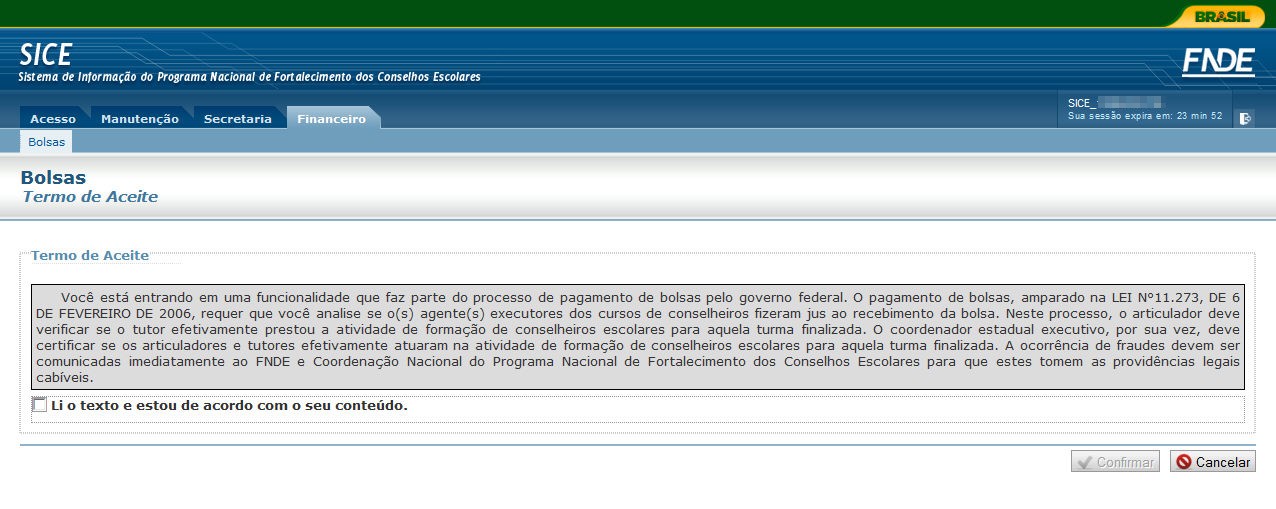 BRASIL
SICE
Sistema de Informação do Programa Nacional de Fortalecimento dos Conselhos Escolares
FNDE
Acesso Manutenção Secretaria Financeiro
SICE_
Sua sessão expira em: 23 min 52
Bolsas
Bolsas
Termo de Aceite
Termo de Aceite
Você está entrando em uma funcionalidade que faz parte do processo de pagamento de bolsas pelo governo federal. O pagamento de bolsas, amparado na LEI Nº11.273, DE 6
DE FEVEREIRO DE 2006, requer que você analise se o(s) agente(s) executores dos cursos de conselheiros fizeram jus ao recebimento da bolsa. Neste processo, o articulador deve
verificar se o tutor efetivamente prestou a atividade de formação de conselheiros escolares para aquela turma finalizada. O coordenador estadual executivo, por sua vez, deve
certificar se os articuladores e tutores efetivamente atuaram na atividade de formação de conselheiros escolares para aquela turma finalizada. A ocorrência de fraudes devem ser
comunicadas imediatamente ao FNDE e Coordenação Nacional do Programa Nacional de Fortalecimento dos Conselhos Escolares para que estes tomem as providências legais
cabíveis.
Li o texto e estou de acordo com o seu conteúdo.
Confirmar Cancelar